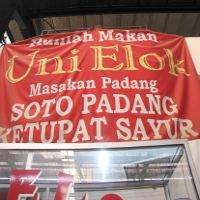 Rumah Makan
Uni Elok
Masakan Padang
SOTO PADANG
KETUPAT SAYUR